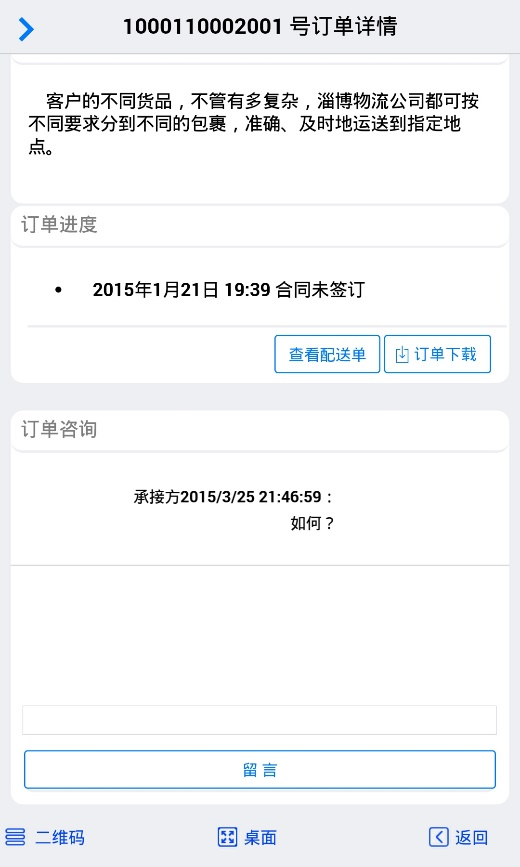 1000110002001 号订单详情
客户的不同货品，不管有多复杂，淄博物流公司都可按
不同要求分到不同的包裹，准确、及时地运送到指定地
点。
订单进度
• 2015年1月21日 19:39 合同未签订
查看配送单 订单下载
订单咨询
承接方2015/3/25 21:46:59：
如何？
留 言
二维码 桌面 返回